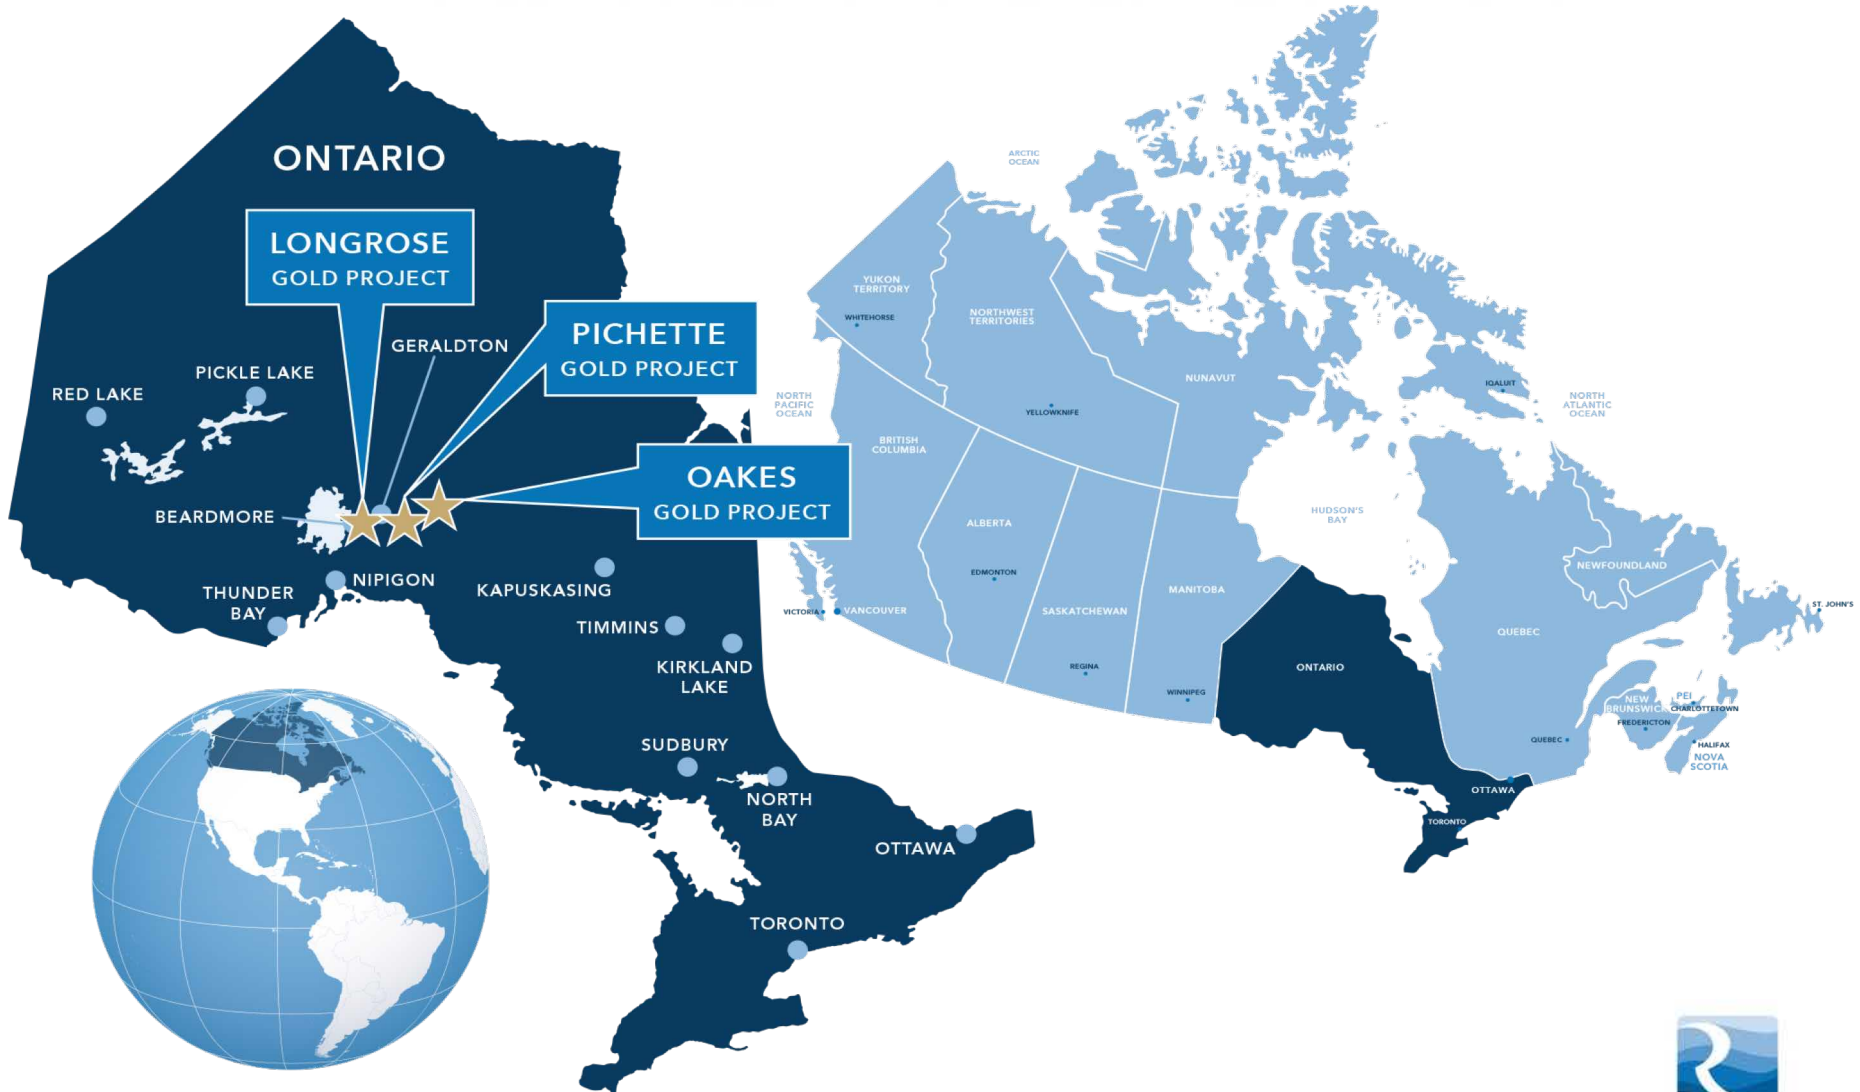 ONTARIO
LONGROSE
GOLD PROJECT
PICHETTE
GOLD PROJECT
OAKES
GOLD PROJECT
GERALDTON
PICKLE LAKE
RED LAKE
BEARDMORE
NIPIGON
THUNDER
BAY
KAPUSKASING
TIMMINS
KIRKLAND
LAKE
SUDBURY
NORTH
BAY
OTTAWA
TORONTO
ARCTIC
OCEAN
YUKON
TERRITORY
WHITEHORSE
NORTHWEST
TERRITORIES
YELLOWKNIFE
NUNAVUT
IQALUIT
NORTH
PACIFIC
OCEAN
NORTH
ATLANTIC
OCEAN
BRITISH
COLUMBIA
ALBERTA
EDMONTON
HUDSON'S
BAY
NEWFOUNDLAND
VICTORIA
VANCOUVER
SASKATCHEWAN
REGINA
MANITOBA
WINNIPEG
ONTARIO
QUEBEC
ST. JOHN'S
NEW
BRUNSWICK
PEI
CHARLOTTETOWN
FREDERICTON
QUEBEC
HALIFAX
NOVA
SCOTIA
OTTAWA
TORONTO
R